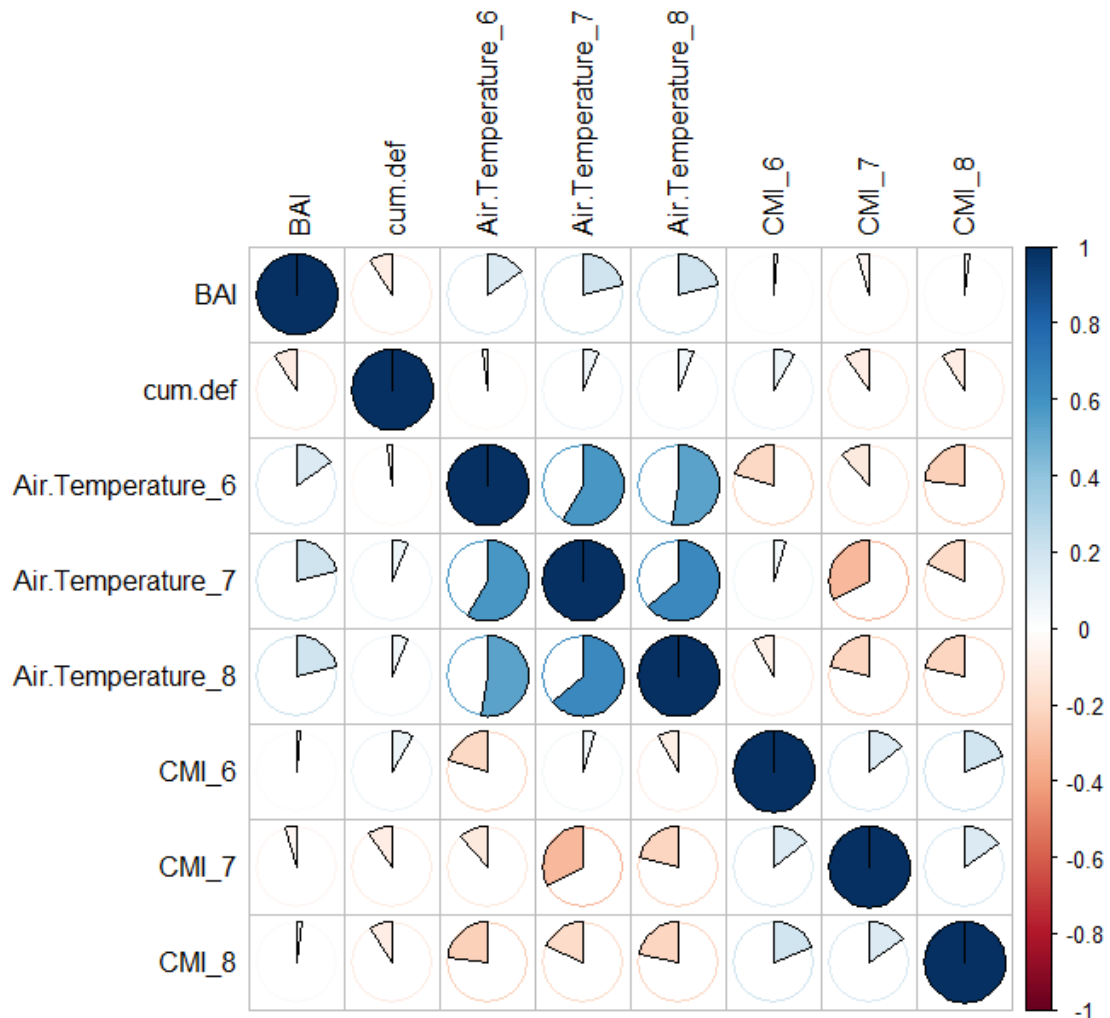 BAI
cum.def
Air.Temperature_6
Air.Temperature_7
Air.Temperature_8
CMI_6
CMI_7
CMI_8
BAI
cum.def
Air.Temperature_6
Air.Temperature_7
Air.Temperature_8
CMI_6
CMI_7
CMI_8
1
0.8
0.6
0.4
0.2
0
-0.2
-0.4
-0.6
-0.8
-1